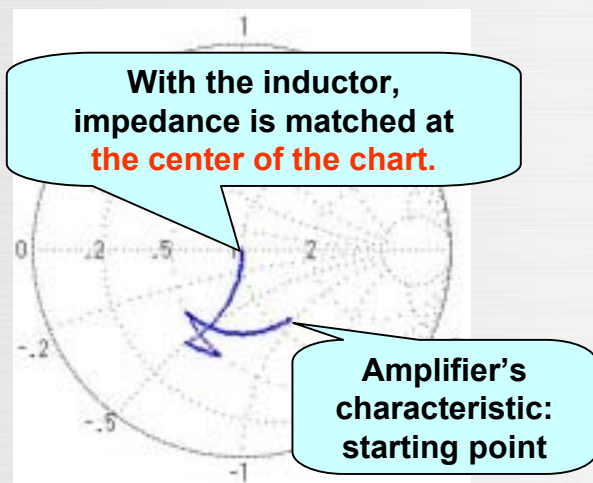 1
With the inductor,
impedance is matched at
the center of the chart.
0 .2 .5 2
-.2
-.5
-1
Amplifier's
characteristic:
starting point